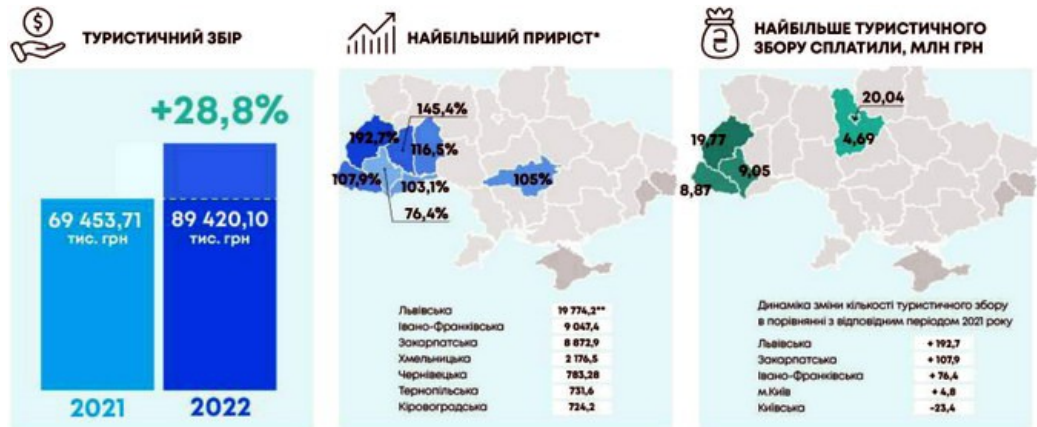 ТУРИСТИЧНИЙ ЗБІР
+28,8%
69 453,71
тис. грн
89 420,10
тис. грн
2021
2022
НАЙБІЛЬШИЙ ПРИРІСТ*
145,4%
192,7%
116,5%
107,9%
103,1%
105%
76,4%
Львівська 19 774,2**
Івано-Франківська 9 047,4
Закарпатська 8 872,9
Хмельницька 2 176,5
Чернівецька 783,28
Тернопільська 731,6
Кіровоградська 724,2
НАЙБІЛЬШЕ ТУРИСТИЧНОГО
ЗБОРУ СПЛАТИЛИ, МЛН ГРН
20,04
19,77
4,69
9,05
8,87
Динаміка зміни кількості туристичного збору
в порівнянні з відповідним періодом 2021 року
Львівська + 192,7
Закарпатська + 107,9
Івано-Франківська + 76,4
м.Київ + 4,8
Київська -23,4